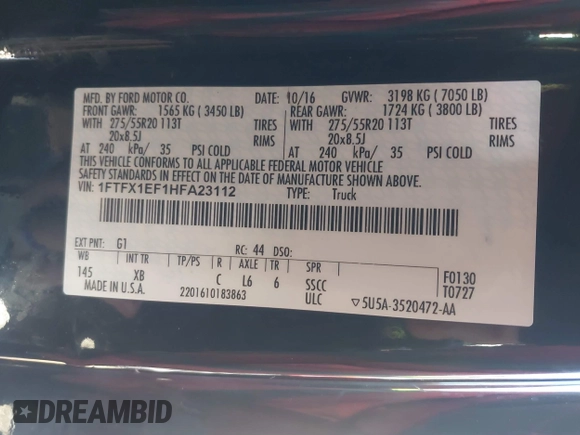 MFD. BY FORD MOTOR CO. DATE: 10/16 GVWR: 3198 KG ( 7050 LB)
FRONT GAWR: 1565 KG ( 3450 LB) REAR GAWR: 1724 KG ( 3800 LB)
WITH 275/55R20 113T TIRES WITH 275/55R20 113T TIRES
20x8.5J RIMS 20x8.5J RIMS
AT 240 kPa/ 35 PSI COLD AT 240 kPa/ 35 PSI COLD
THIS VEHICLE CONFORMS TO ALL APPLICABLE FEDERAL MOTOR VEHICLE
SAFETY STANDARDS IN EFFECT ON THE DATE OF MANUFACTURE SHOWN ABOVE.
VIN: 1FTFX1EF1HFA23112 TYPE: Truck
EXT PNT: G1 RC: 44 DSO:
WB INT TR TP/PS R AXLE TR SPR F0130
145 XB C L6 6 SSCC T0727
MADE IN U.S.A. 2201610183863 ULC ▽5U5A-3520472-AA
DREAMBID